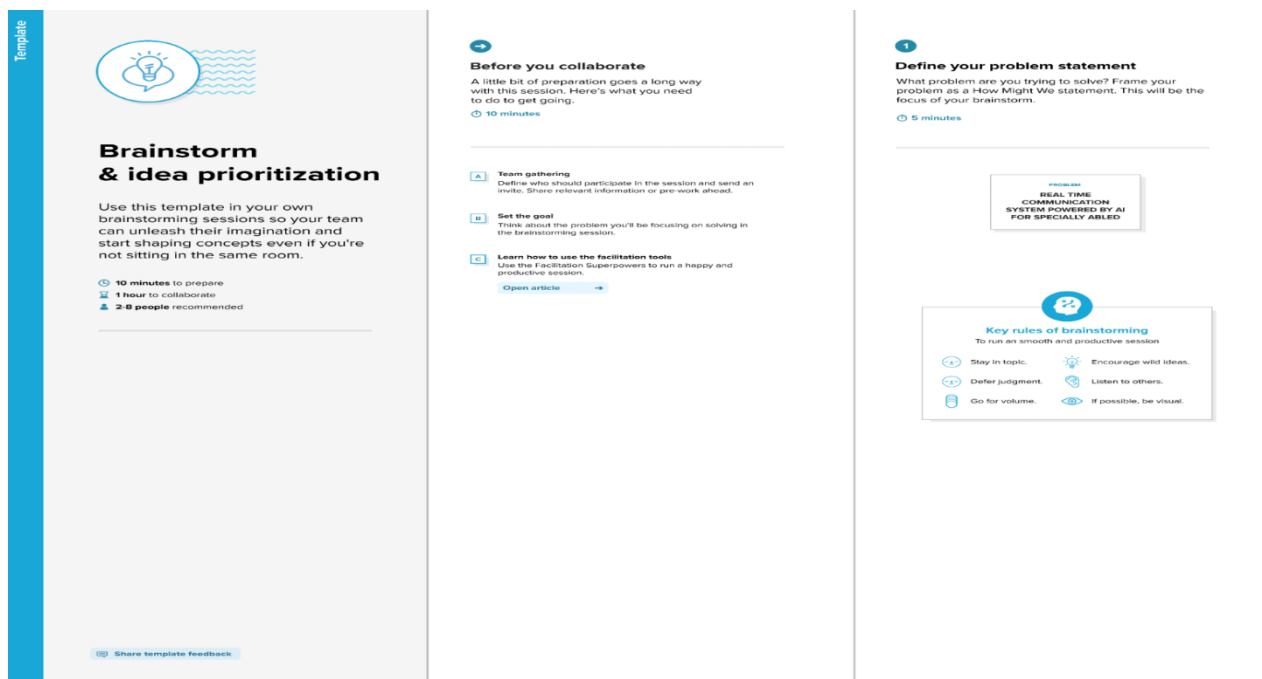 Template
Brainstorm
& idea prioritization
Use this template in your own
brainstorming sessions so your team
can unleash their imagination and
start shaping concepts even if you're
not sitting in the same room.
10 minutes to prepare
1 hour to collaborate
2-8 people recommended
Share template feedback
Before you collaborate
A little bit of preparation goes a long way
with this session. Here's what you need
to do to get going.
10 minutes
A
Team gathering
Define who should participate in the session and send an
invite. Share relevant information or pre-work ahead.
B
Set the goal
Think about the problem you'll be focusing on solving in
the brainstorming session.
C
Learn how to use the facilitation tools
Use the Facilitation Superpowers to run a happy and
productive session.
Open article
1
Define your problem statement
What problem are you trying to solve? Frame your
problem as a How Might We statement. This will be the
focus of your brainstorm.
5 minutes
PROBLEM
REAL TIME
COMMUNICATION
SYSTEM POWERED BY AI
FOR SPECIALLY ABLED
Key rules of brainstorming
To run an smooth and productive session
Stay in topic.
Encourage wild ideas.
Defer judgment.
Listen to others.
Go for volume.
If possible, be visual.